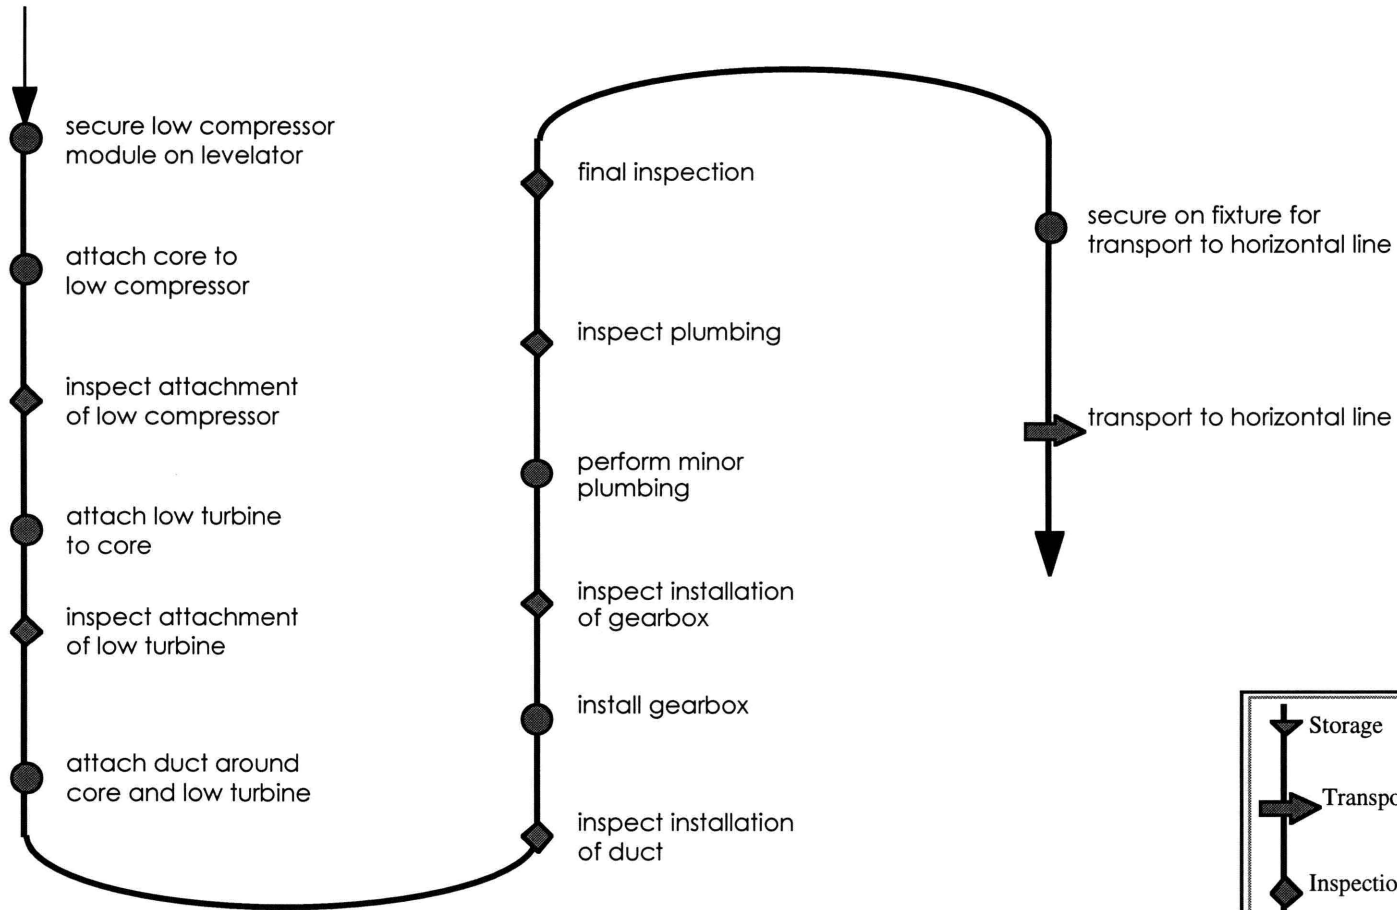 secure low compressor
module on levelator
attach core to
low compressor
inspect attachment
of low compressor
attach low turbine
to core
inspect attachment
of low turbine
attach duct around
core and low turbine
final inspection
inspect plumbing
perform minor
plumbing
inspect installation
of gearbox
install gearbox
inspect installation
of duct
secure on fixture for
transport to horizontal line
transport to horizontal line
Storage
Transpo
Inspectio